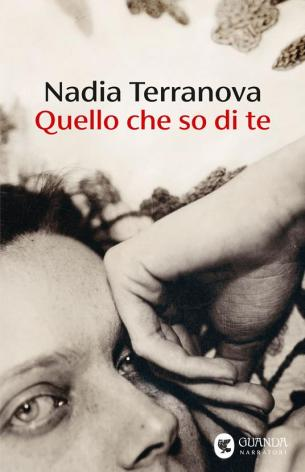 Nadia Terranova
Quello che so di te
GUANDA
NARRATORI